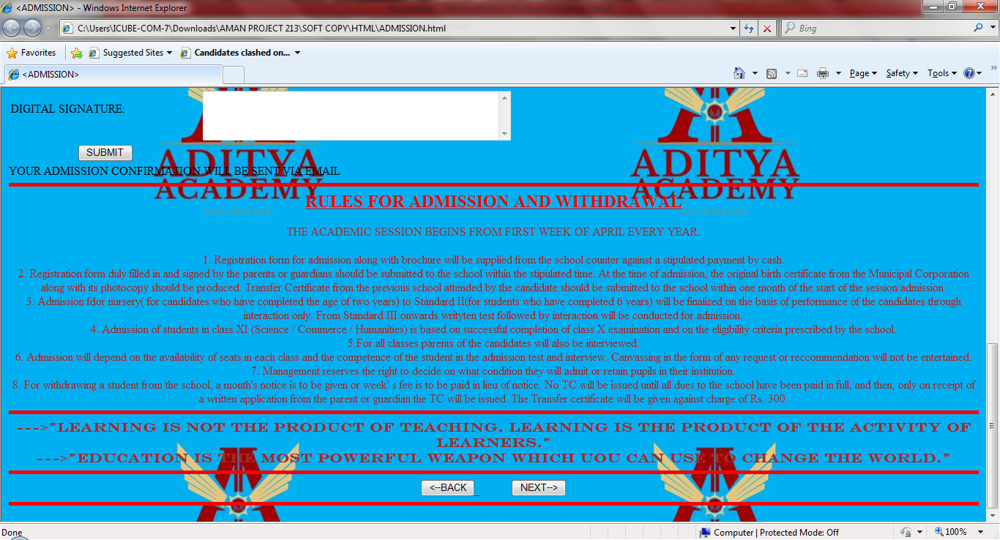 <ADMISSION> - Windows Internet Explorer
C:\Users\ICUBE-COM-7\Downloads\AMAN PROJECT 213\SOFT COPY\HTML\ADMISSION.html
Bing
Favorites
Suggested Sites
Candidates clashed on...
<ADMISSION>
Page
Safety
Tools
DIGITAL SIGNATURE:
SUBMIT
ADITYA
ADITYA
YOUR ADMISSION CONFIRMATION WILL BE SENT VIA EMAIL
ACADEMY
ACADEMY
RULES FOR ADMISSION AND WITHDRAWAL
SECONDARY
SECONDARY
THE ACADEMIC SESSION BEGINS FROM FIRST WEEK OF APRIL EVERY YEAR.
1. Registration form for admission along with brochure will be supplied from the school counter against a stipulated payment by cash.
2. Registration form duly filled in and signed by the parents or guardians should be submitted to the school within the stipulated time. At the time of admission, the original birth certificate from the Municipal Corporation
along with its photocopy should be produced. Transfer Certificate from the previous school attended by the candidate should be submitted to the school within one month of the start of the session/admission.
3. Admission fdor nursery( for candidates who have completed the age of two years) to Standard II(for students who have completed 6 years) will be finalized on the basis of performance of the candidates through
interaction only. From Standard III onwards writyten test followed by interaction will be conducted for admission.
4. Admission of students in class XI (Science / Commerce / Humanities) is based on successful completion of class X examination and on the eligibility criteria prescribed by the school.
5.For all classes parents of the candidates will also be interviewed.
6. Admission will depend on the availability of seats in each class and the competence of the student in the admission test and interview. Canvassing in the form of any request or reccommendation will not be entertained.
7. Management reserves the right to decide on what condition they will admit or retain pupils in their institution.
8. For withdrawing a student from the school, a month's notice is to be given or week' s fee is to be paid in lieu of notice. No TC will be issued until all dues to the school have been paid in full, and then, only on receipt of
a written application from the parent or guardian the TC will be issued. The Transfer certificate will be given against charge of Rs. 300.
--->"LEARNING IS NOT THE PRODUCT OF TEACHING. LEARNING IS THE PRODUCT OF THE ACTIVITY OF
LEARNERS."
--->"EDUCATION IS THE MOST POWERFUL WEAPON WHICH UOU CAN USE TO CHANGE THE WORLD."
<--BACK
NEXT-->
Done
Computer | Protected Mode: Off
100%